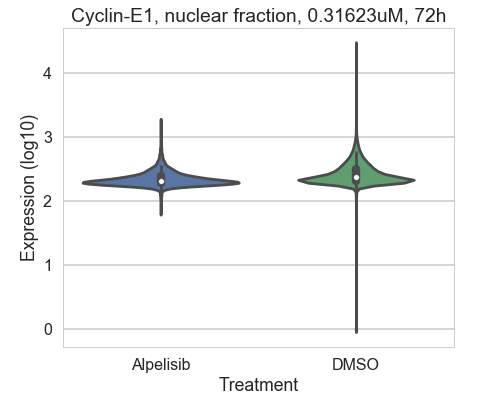 Cyclin-E1, nuclear fraction, 0.31623uM, 72h
Expression (log10)
4
3
2
1
0
Alpelisib DMSO
Treatment